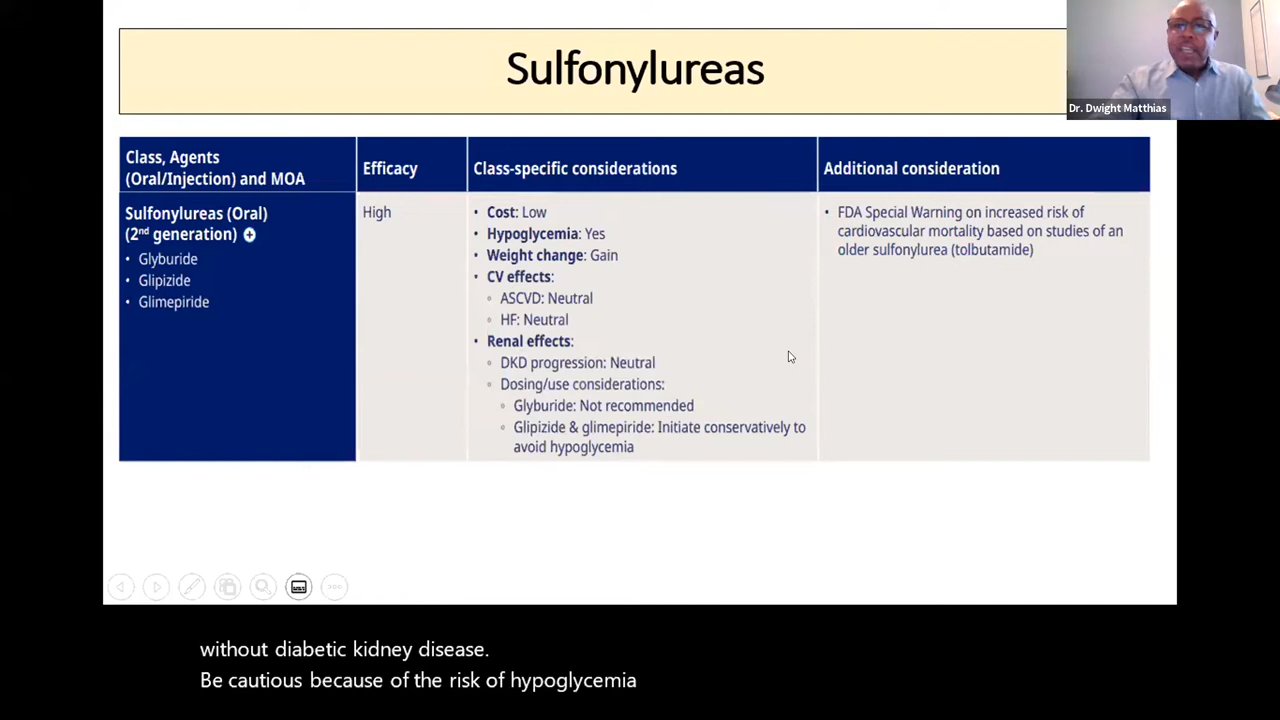 Sulfonylureas
Dr. Dwight Matthias
Class, Agents
(Oral/Injection) and MOA
Efficacy
Class-specific considerations
Additional consideration
Sulfonylureas (Oral)
(2nd generation)
• Glyburide
• Glipizide
• Glimepiride
High
• Cost: Low
• Hypoglycemia: Yes
• Weight change: Gain
• CV effects:
◦ ASCVD: Neutral
◦ HF: Neutral
• Renal effects:
◦ DKD progression: Neutral
◦ Dosing/use considerations:
◦ Glyburide: Not recommended
◦ Glipizide & glimepiride: Initiate conservatively to
avoid hypoglycemia
• FDA Special Warning on increased risk of
cardiovascular mortality based on studies of an
older sulfonylurea (tolbutamide)
without diabetic kidney disease.
Be cautious because of the risk of hypoglycemia